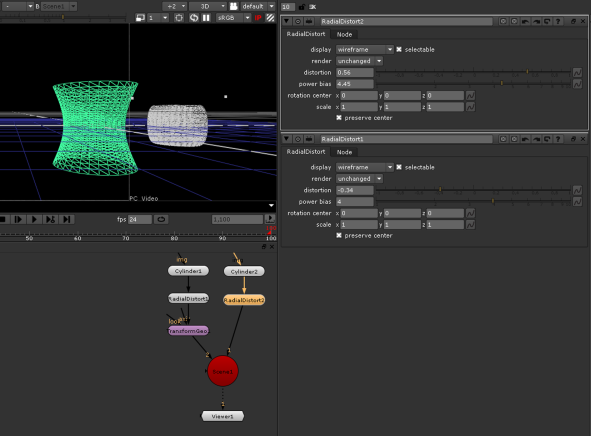 - B Scene1 ÷2 3D default
1 sRGB IP
PC Video
fps 24 1,100
50 60 70 80 90 100
img
Cylinder1 Cylinder2
RadialDistort1 RadialDistort2
TransformGeo
2 1
Viewer1
10
RadialDistort2
RadialDistort Node
display wireframe selectable
render unchanged
distortion 0.56
power bias 4.45
rotation center x 0 y 0 z 0
scale x 1 y 1 z 1
preserve center
RadialDistort1
RadialDistort Node
display wireframe selectable
render unchanged
distortion -0.34
power bias 4
rotation center x 0 y 0 z 0
scale x 1 y 1 z 1
preserve center